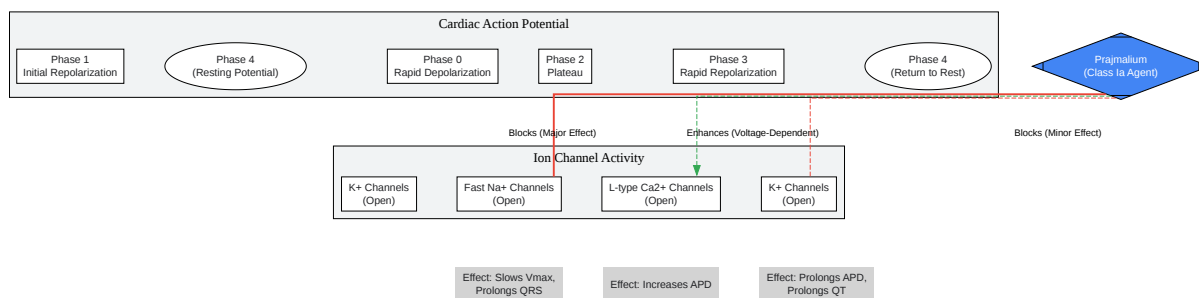 Cardiac Action Potential
Phase 1
Initial Repolarization
Phase 4
(Resting Potential)
Phase 0
Rapid Depolarization
Phase 2
Plateau
Phase 3
Rapid Repolarization
Phase 4
(Return to Rest)
Prajmalium
(Class Ia Agent)
Blocks (Major Effect)
Enhances (Voltage-Dependent)
Blocks (Minor Effect)
Ion Channel Activity
K+ Channels
(Open)
Fast Na+ Channels
(Open)
L-type Ca2+ Channels
(Open)
K+ Channels
(Open)
Effect: Slows Vmax,
Prolongs QRS
Effect: Increases APD
Effect: Prolongs APD,
Prolongs QT